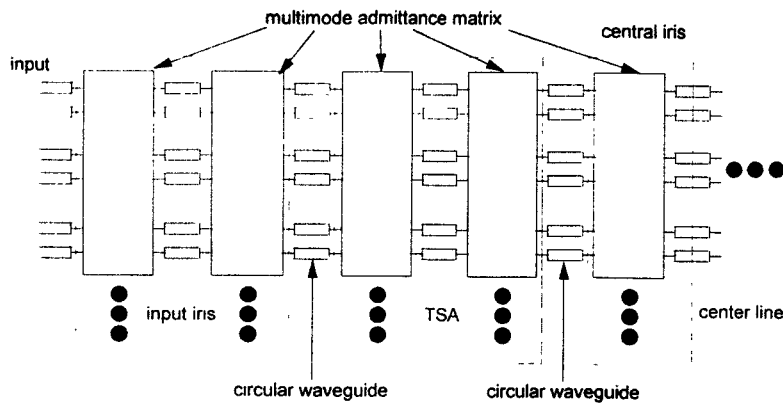 multimode admittance matrix
central iris
input
input iris
TSA
center line
circular waveguide
circular waveguide